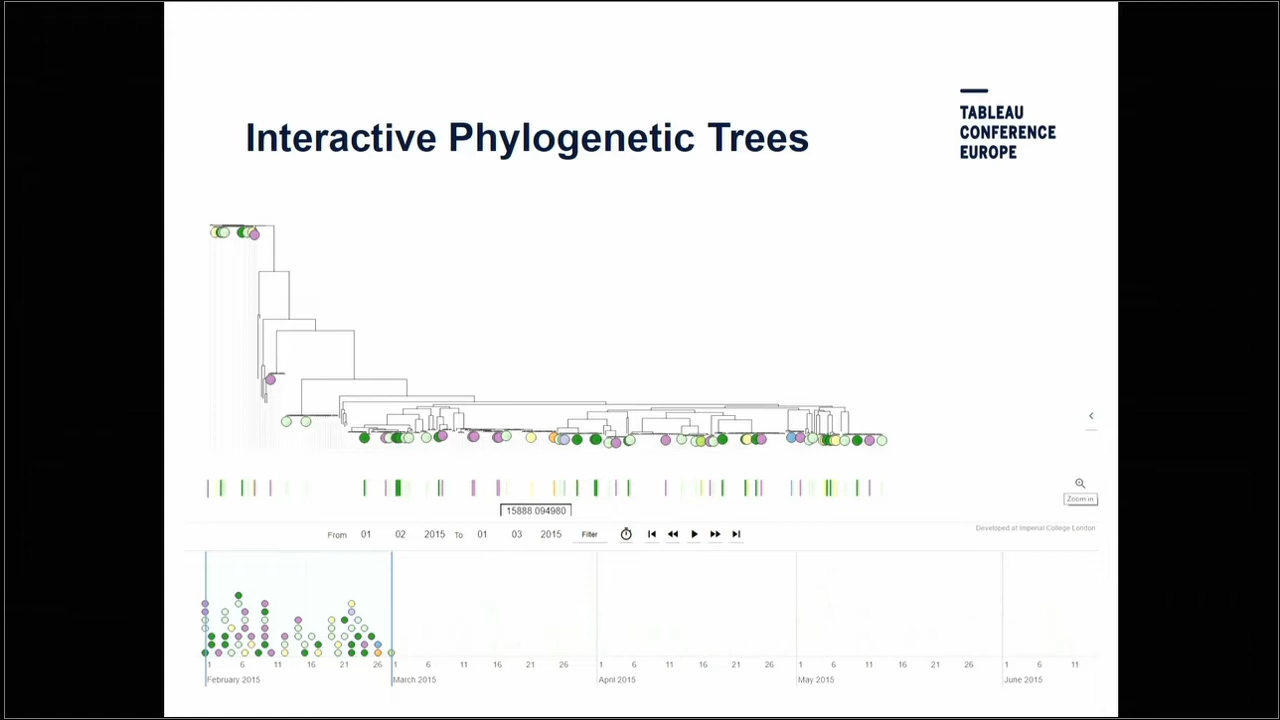 Interactive Phylogenetic Trees
TABLEAU
CONFERENCE
EUROPE
Zoom in
15888.094980
Developed at Imperial College London
From 01 02 2015 To 01 03 2015 Filter
1 6 11 16 21 26 1 6 11 16 21 26 1 6 11 16 21 26 1 6 11 16 21 26 1 6 11
February 2015 March 2015 April 2015 May 2015 June 2015